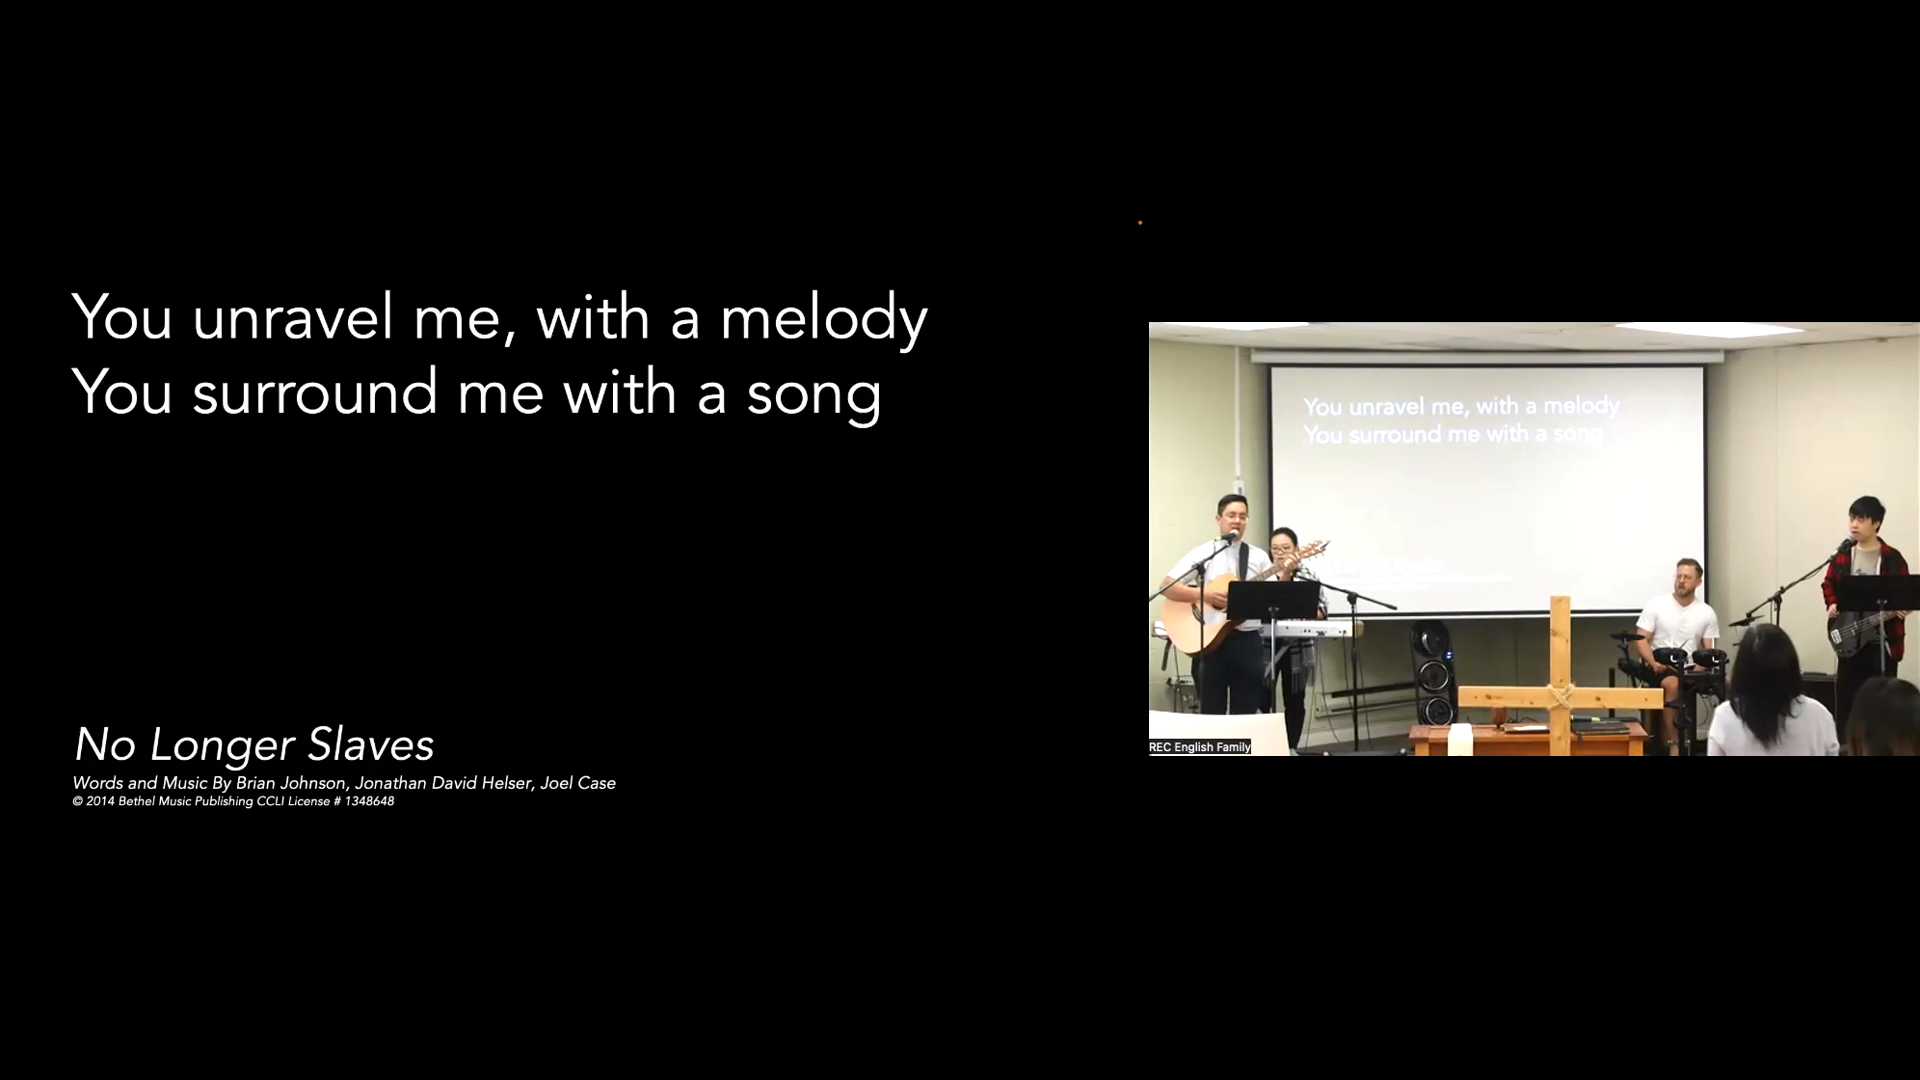 You unravel me, with a melody
You surround me with a song
No Longer Slaves
Words and Music By Brian Johnson, Jonathan David Helser, Joel Case
© 2014 Bethel Music Publishing CCLI License # 1348648
You unravel me, with a melody
You surround me with a song
REC English Family